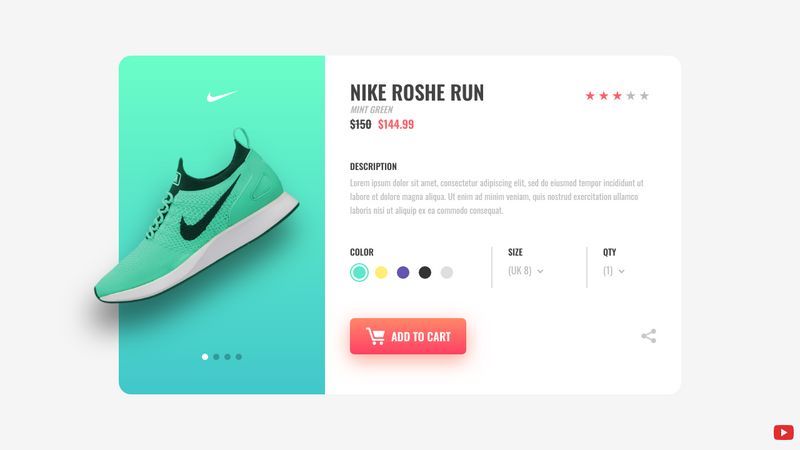 NIKE ROSHE RUN
MINT GREEN
$150 $144.99
DESCRIPTION
Lorem ipsum dolor sit amet, consectetur adipiscing elit, sed do eiusmod tempor incididunt ut
labore et dolore magna aliqua. Ut enim ad minim veniam, quis nostrud exercitation ullamco
laboris nisi ut aliquip ex ea commodo consequat.
COLOR
SIZE
QTY
(UK 8)
(1)
ADD TO CART